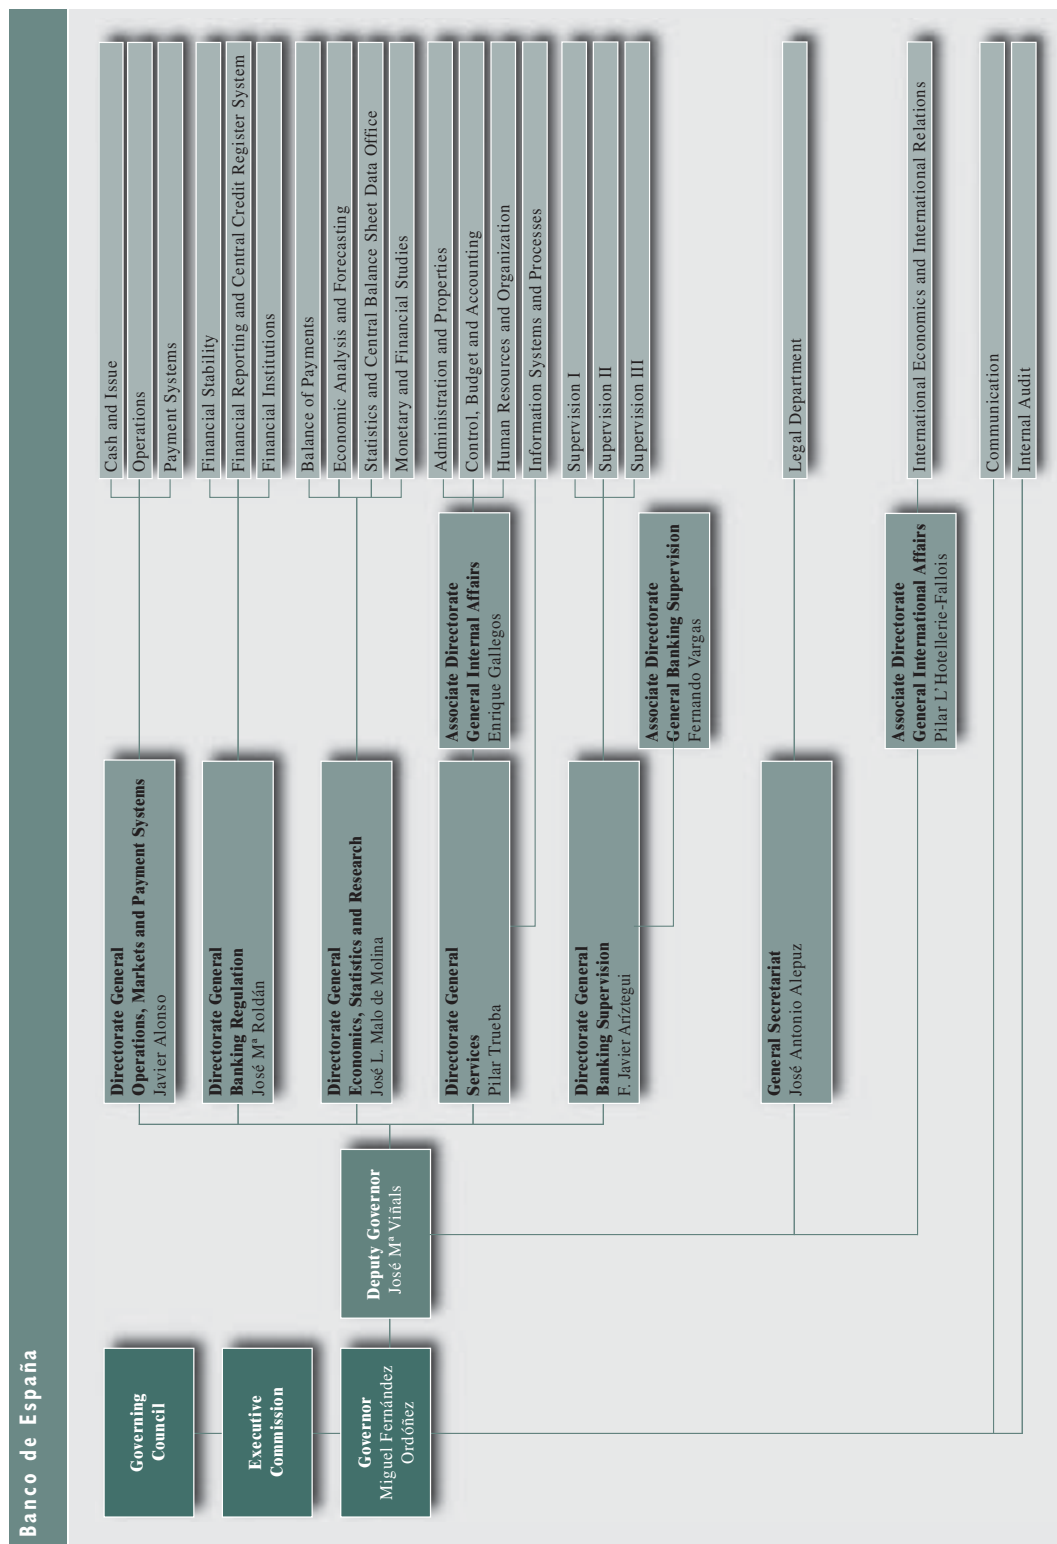 Banco de España
Governing
Council
Executive
Commission
Governor
Miguel Fernández
Ordóñez
Deputy Governor
José Mª Viñals
Directorate General
Operations, Markets and Payment Systems
Javier Alonso
Directorate General
Banking Regulation
José Mª Roldán
Directorate General
Economics, Statistics and Research
José L. Malo de Molina
Directorate General
Services
Pilar Trueba
Directorate General
Banking Supervision
F. Javier Aríztegui
General Secretariat
José Antonio Alepuz
Associate Directorate
General Internal Affairs
Enrique Gallegos
Associate Directorate
General Banking Supervision
Fernando Vargas
Associate Directorate
General International Affairs
Pilar L'Hotellerie-Fallois
Cash and Issue
Operations
Payment Systems
Financial Stability
Financial Reporting and Central Credit Register System
Financial Institutions
Balance of Payments
Economic Analysis and Forecasting
Statistics and Central Balance Sheet Data Office
Monetary and Financial Studies
Administration and Properties
Control, Budget and Accounting
Human Resources and Organization
Information Systems and Processes
Supervision I
Supervision II
Supervision III
Legal Department
International Economics and International Relations
Communication
Internal Audit